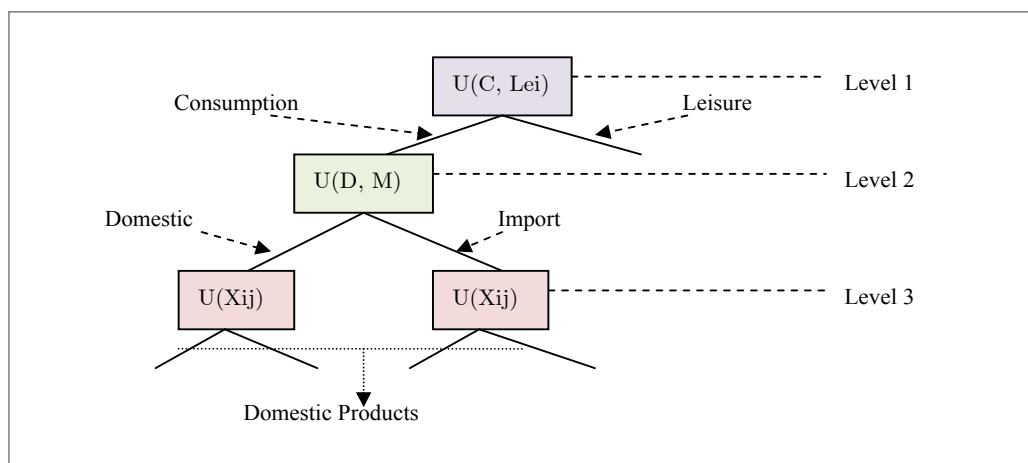 U(C, Lei)
Level 1
Consumption
Leisure
U(D, M)
Level 2
Domestic
Import
U(Xij)
U(Xij)
Level 3
Domestic Products